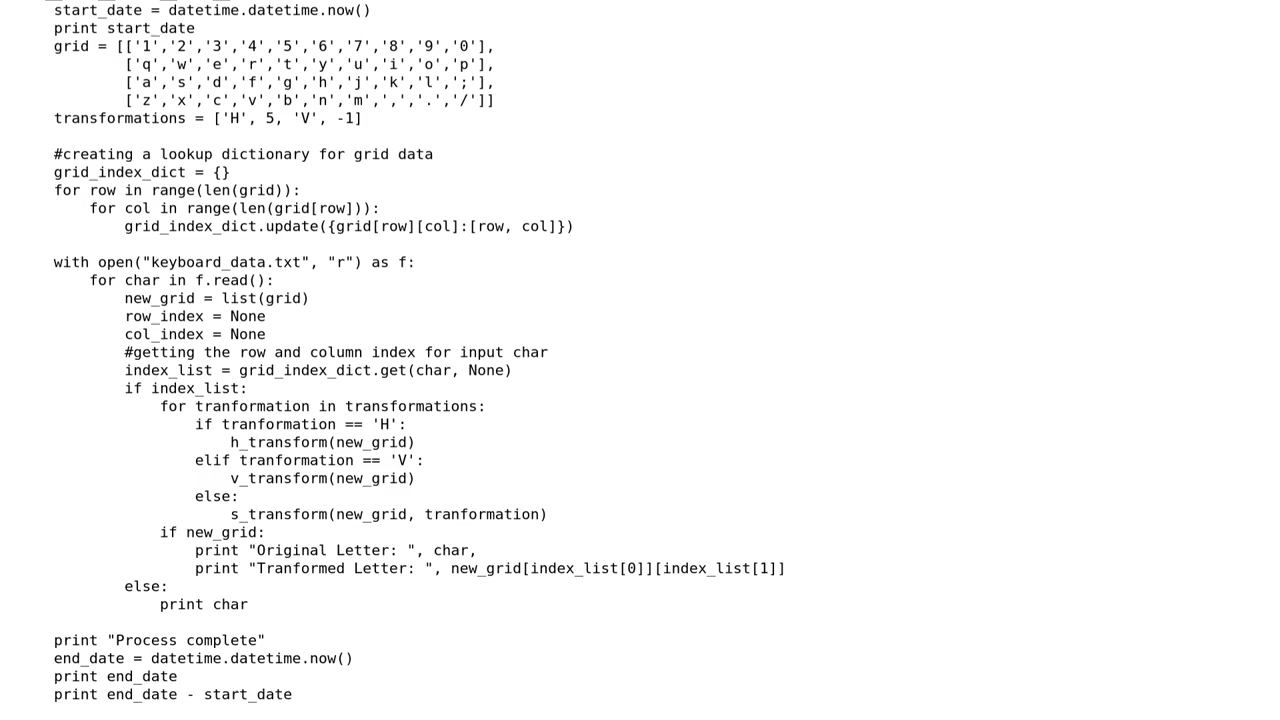 start_date = datetime.datetime.now()
print start_date
grid = [['1','2','3','4','5','6','7','8','9','0'],
        ['q','w','e','r','t','y','u','i','o','p'],
        ['a','s','d','f','g','h','j','k','l',';'],
        ['z','x','c','v','b','n','m',',','.','/']]
transformations = ['H', 5, 'V', -1]

#creating a lookup dictionary for grid data
grid_index_dict = {}
for row in range(len(grid)):
    for col in range(len(grid[row])):
        grid_index_dict.update({grid[row][col]:[row, col]})

with open("keyboard_data.txt", "r") as f:
    for char in f.read():
        new_grid = list(grid)
        row_index = None
        col_index = None
        #getting the row and column index for input char
        index_list = grid_index_dict.get(char, None)
        if index_list:
            for tranformation in transformations:
                if tranformation == 'H':
                    h_transform(new_grid)
                elif tranformation == 'V':
                    v_transform(new_grid)
                else:
                    s_transform(new_grid, tranformation)
            if new_grid:
                print "Original Letter: ", char,
                print "Tranformed Letter: ", new_grid[index_list[0]][index_list[1]]
        else:
            print char

print "Process complete"
end_date = datetime.datetime.now()
print end_date
print end_date - start_date